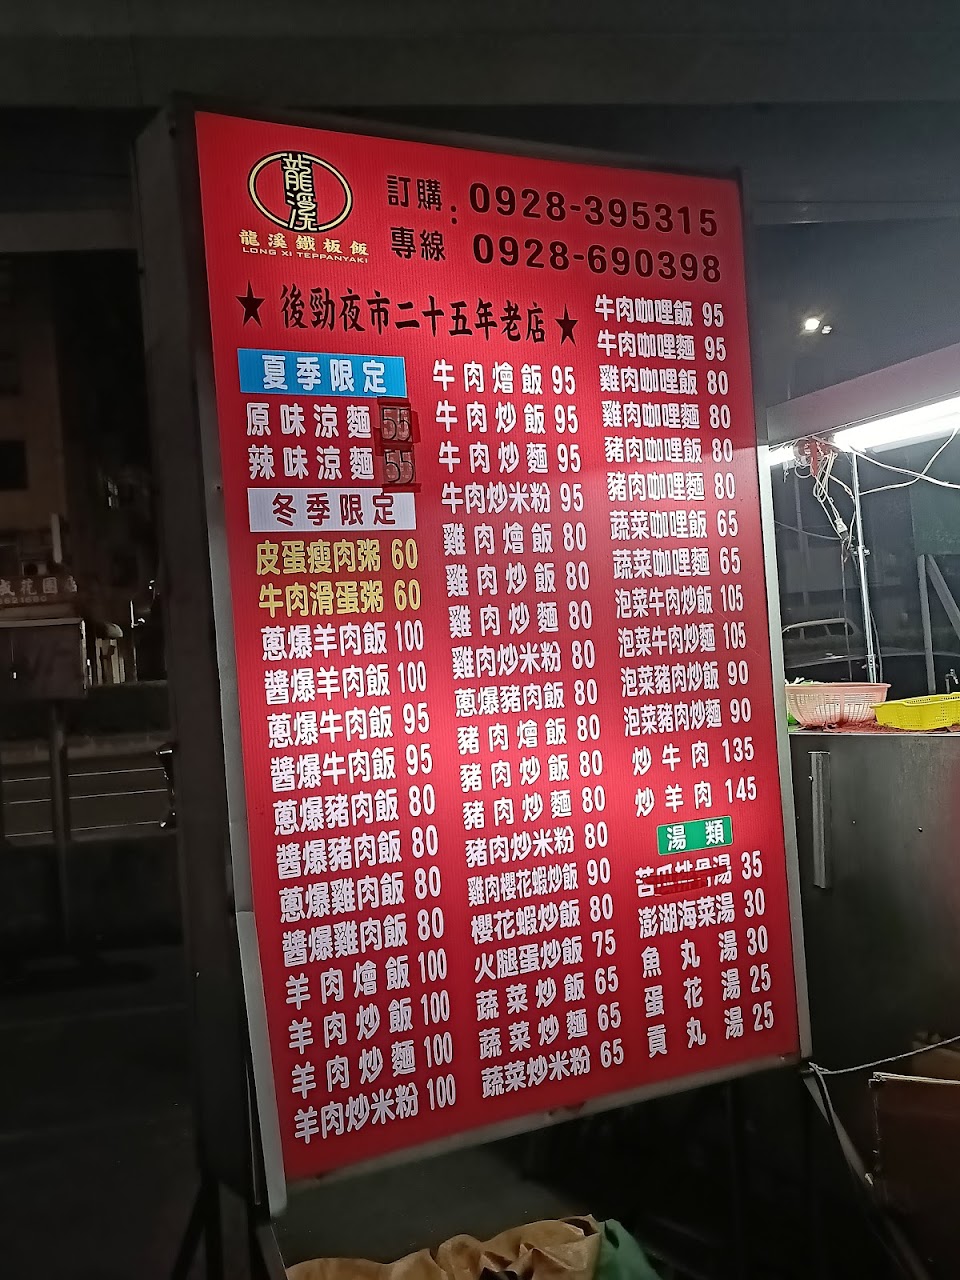 龍溪
龍溪鐵板飯
LONG XI TEPPANYAKI
訂購專線:
0928-395315
0928-690398
★ 後勁夜市二十五年老店 ★
夏季限定
原味涼麵 55
辣味涼麵 55
冬季限定
皮蛋瘦肉粥 60
牛肉滑蛋粥 60
蔥爆羊肉飯 100
醬爆羊肉飯 100
蔥爆牛肉飯 95
醬爆牛肉飯 95
蔥爆豬肉飯 80
醬爆豬肉飯 80
蔥爆雞肉飯 80
醬爆雞肉飯 80
羊肉燴飯 100
羊肉炒飯 100
羊肉炒麵 100
羊肉炒米粉 100
牛肉燴飯 95
牛肉炒飯 95
牛肉炒麵 95
牛肉炒米粉 95
雞肉燴飯 80
雞肉炒飯 80
雞肉炒麵 80
雞肉炒米粉 80
蔥爆豬肉飯 80
豬肉燴飯 80
豬肉炒飯 80
豬肉炒麵 80
豬肉炒米粉 80
雞肉櫻花蝦炒飯 90
櫻花蝦炒飯 80
火腿蛋炒飯 75
蔬菜炒飯 65
蔬菜炒麵 65
蔬菜炒米粉 65
牛肉咖哩飯 95
牛肉咖哩麵 95
雞肉咖哩飯 80
雞肉咖哩麵 80
豬肉咖哩飯 80
豬肉咖哩麵 80
蔬菜咖哩飯 65
蔬菜咖哩麵 65
泡菜牛肉炒飯 105
泡菜牛肉炒麵 105
泡菜豬肉炒飯 90
泡菜豬肉炒麵 90
炒牛肉 135
炒羊肉 145
湯類
苦瓜排骨湯 35
澎湖海菜湯 30
魚丸湯 30
蛋花湯 25
貢丸湯 25
花園